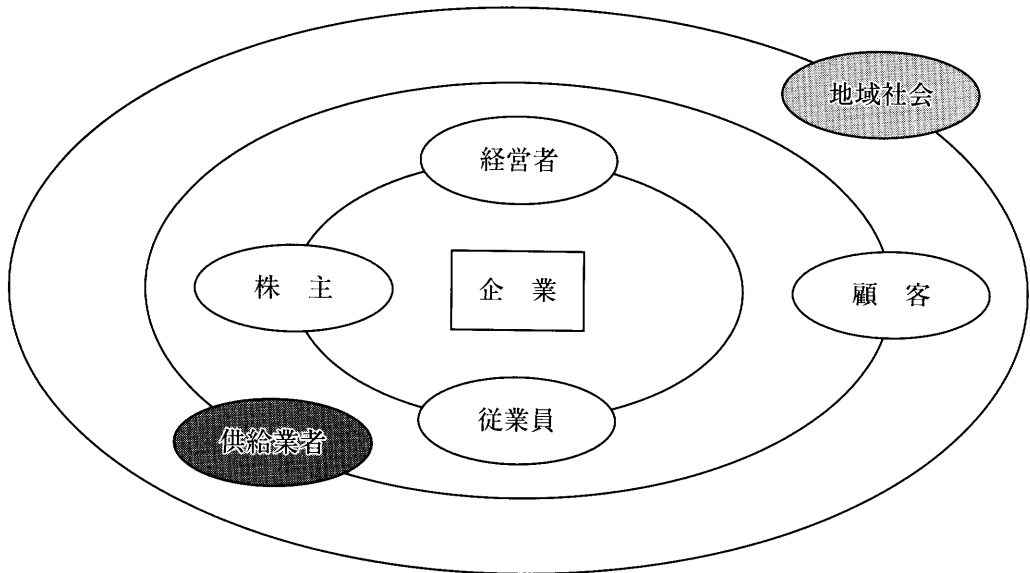 地域社会
経営者
株　主
企　業
顧　客
従業員
供給業者